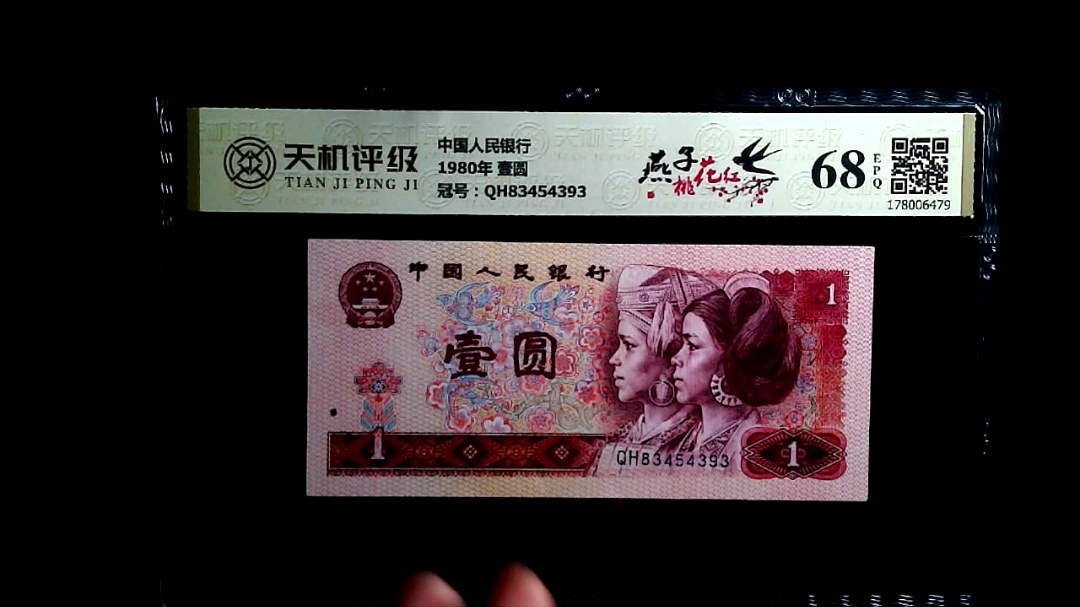 天机评级
TIAN JI PING JI
中国人民银行
1980年 壹圆
冠号：QH83454393
燕子
桃花红
68
EPQ
178006479
中國人民銀行
1
壹圆
1
QH83454393
1